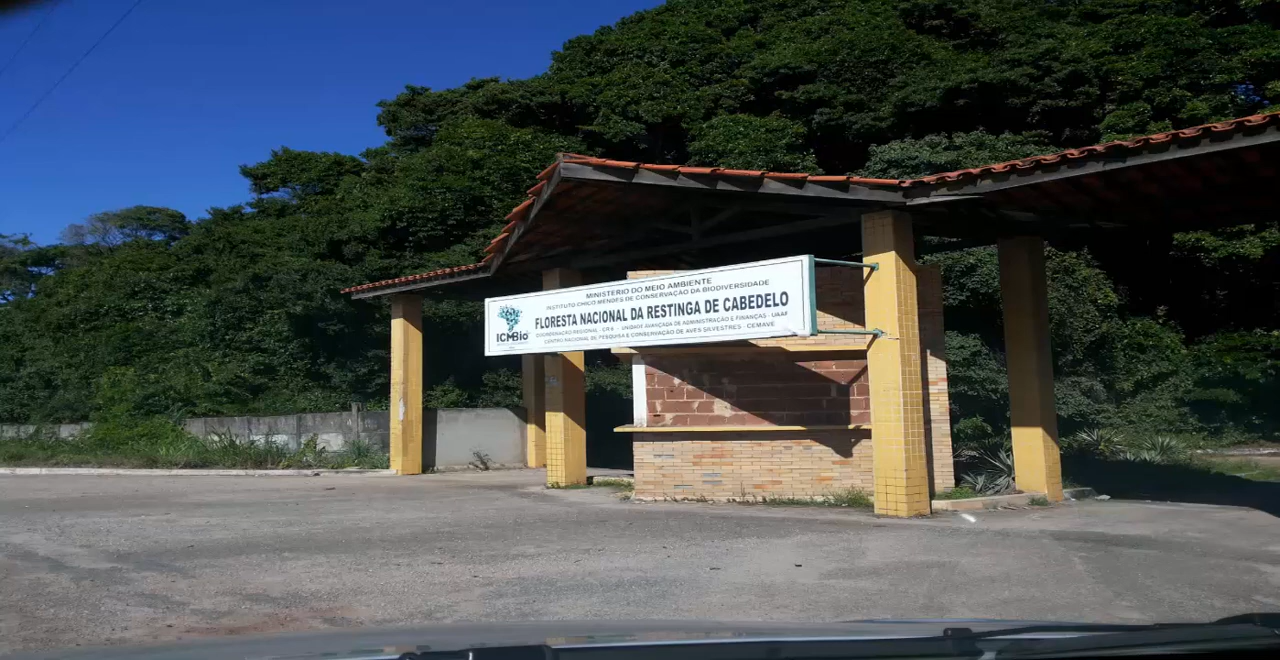 MINISTÉRIO DO MEIO AMBIENTE
INSTITUTO CHICO MENDES DE CONSERVAÇÃO DA BIODIVERSIDADE
FLORESTA NACIONAL DA RESTINGA DE CABEDELO
COORDENAÇÃO REGIONAL - CR 6 - UNIDADE AVANÇADA DE ADMINISTRAÇÃO E FINANÇAS - UAAF
CENTRO NACIONAL DE PESQUISA E CONSERVAÇÃO DE AVES SILVESTRES - CEMAVE
ICMBio